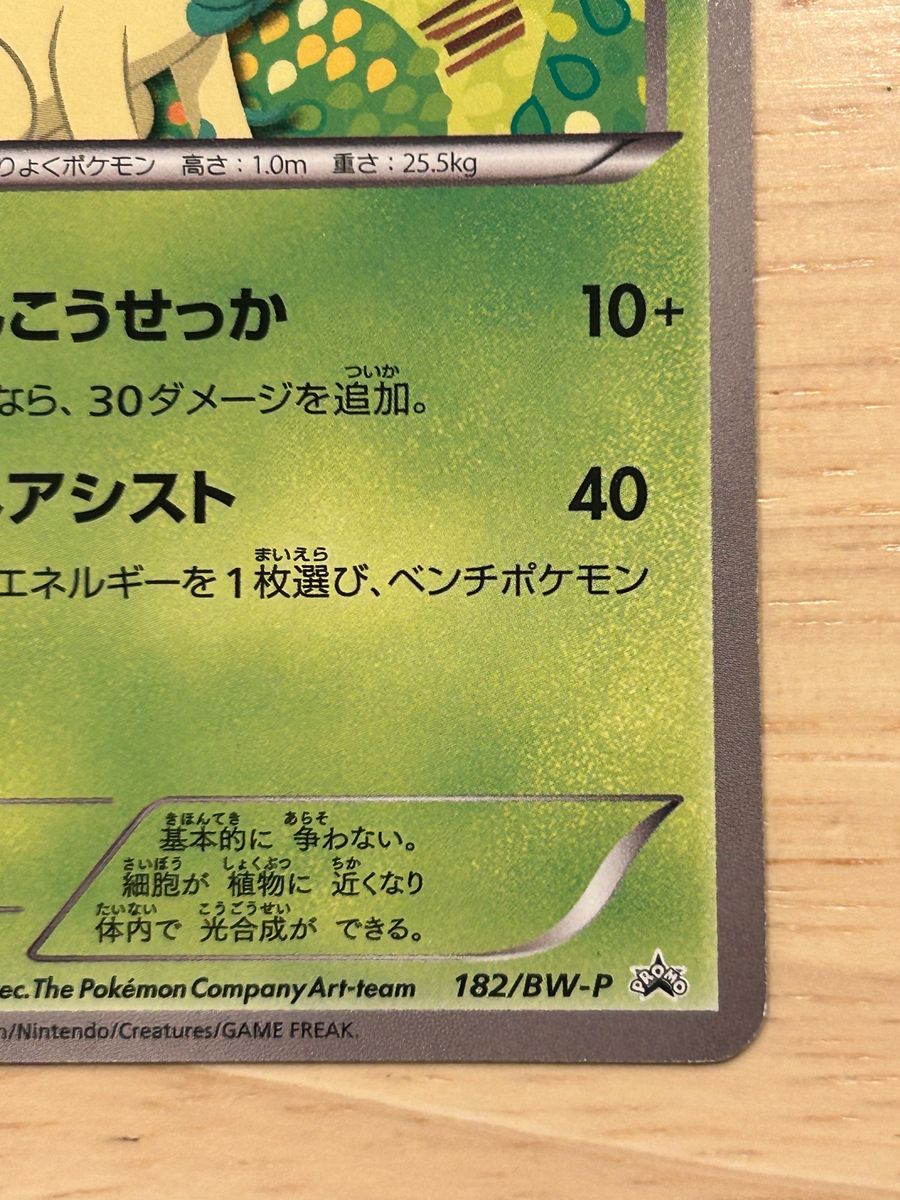 りょくポケモン 高さ：1.0m 重さ：25.5kg
こうせっか 10+
ついか
なら、30ダメージを追加。
アシスト 40
まいえら
エネルギーを1枚選び、ベンチポケモン
きほんてき あらそ
基本的に 争わない。
さいぼう しょくぶつ ちか
細胞が 植物に 近くなり
たいない こうごうせい
体内で 光合成が できる。
ec.The Pokémon Company Art-team 182/BW-P PROMO
/Nintendo/Creatures/GAME FREAK.